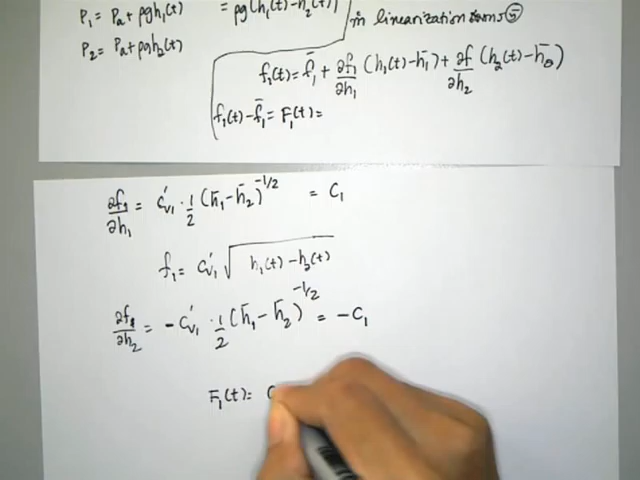 P₁ = Pa + ρgh₁(t) = ρg(h₁(t)-h₂(t))
in linearization terms ⑤
P₂ = Pa + ρgh₂(t)
f₁(t) = f̄₁ + ∂f₁/∂h₁ (h₁(t)-h̄₁) + ∂f/∂h₂ (h₂(t)-h̄₂)
f₁(t) - f̄₁ = F₁(t) =
∂f₁/∂h₁ = C'v₁ · 1/2 (h̄₁-h̄₂)^-1/2 = C₁
f₁ = C'v₁ √h₁(t) - h₂(t)
∂f₁/∂h₂ = -C'v₁ · 1/2 (h̄₁ - h̄₂)^-1/2 = -C₁
F₁(t) = C